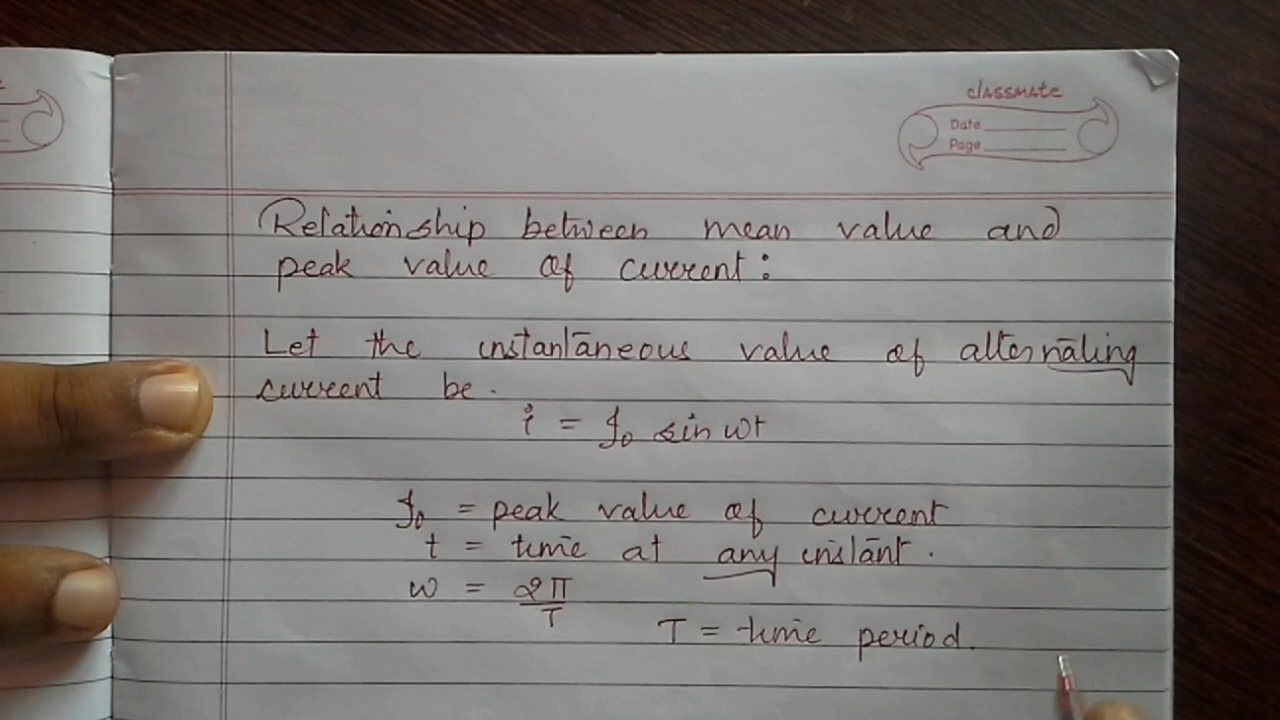 classmate
Date
Page
Relationship between mean value and
peak value of current:
Let the instantaneous value of alternating
current be.
i = I₀ sin ωt
I₀ = peak value of current
t = time at any instant.
ω = 2π/T
T = time period.